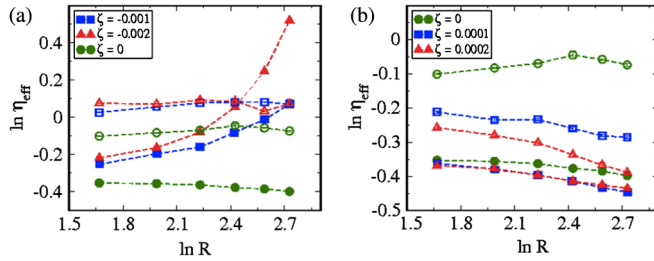 (a)
ζ = -0.001
ζ = -0.002
ζ = 0
ln η_eff
0.4
0.2
0
-0.2
-0.4
1.5 1.8 2.1 2.4 2.7
ln R
(b)
ζ = 0
ζ = 0.0001
ζ = 0.0002
ln η_eff
0
-0.1
-0.2
-0.3
-0.4
-0.5
1.5 1.8 2.1 2.4 2.7
ln R